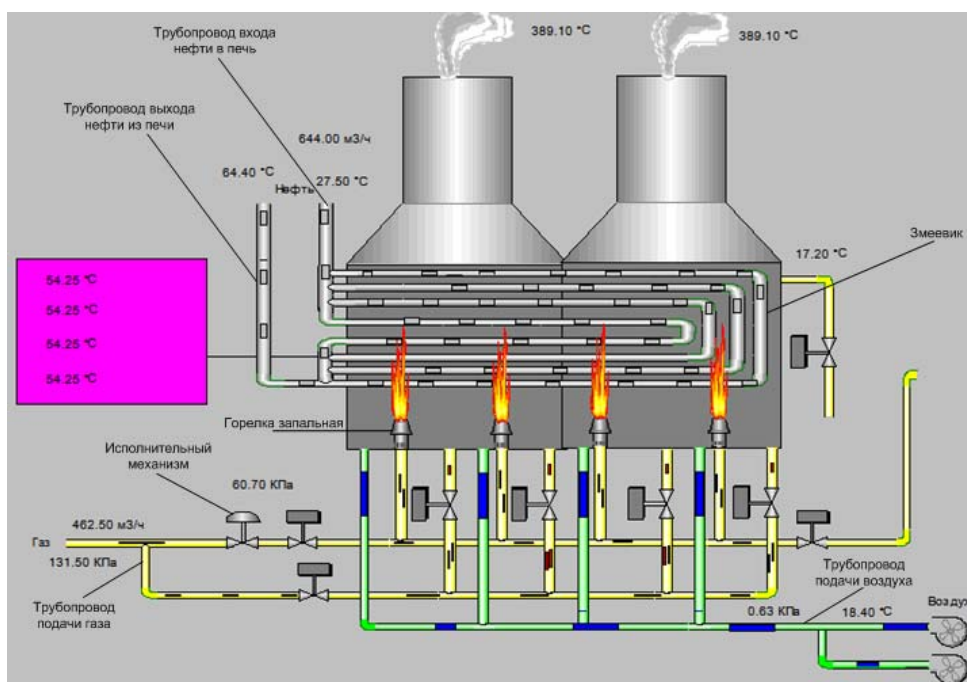 Трубопровод входа
нефти в печь
389.10 °C
389.10 °C
Трубопровод выхода
нефти из печи
644.00 м3/ч
64.40 °C
27.50 °C
Нефть
Змеевик
17.20 °C
54.25 °C
54.25 °C
54.25 °C
54.25 °C
Горелка запальная
Исполнительный
механизм
60.70 КПа
462.50 м3/ч
Газ
131.50 КПа
Трубопровод
подачи газа
Трубопровод
подачи воздуха
0.63 КПа
18.40 °C
Воздух